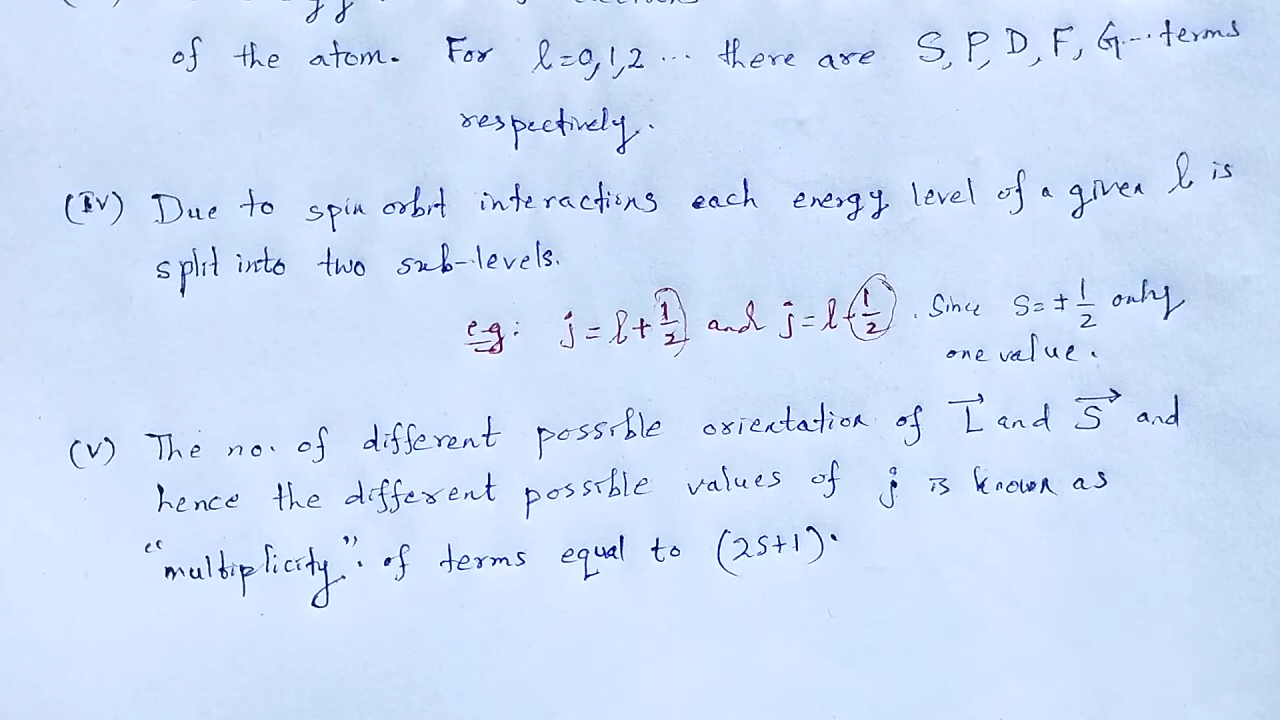 of the atom. For l=0,1,2 ... there are S, P, D, F, G... terms
respectively.
(IV) Due to spin orbit interactions each energy level of a given l is
split into two sub-levels.
e.g: j = l + 1/2 and j = l - 1/2 . Since S = ± 1/2 only
one value.
(V) The no. of different possible orientation of L⃗ and S⃗ and
hence the different possible values of j is known as
"multiplicity". of terms equal to (2S+1).